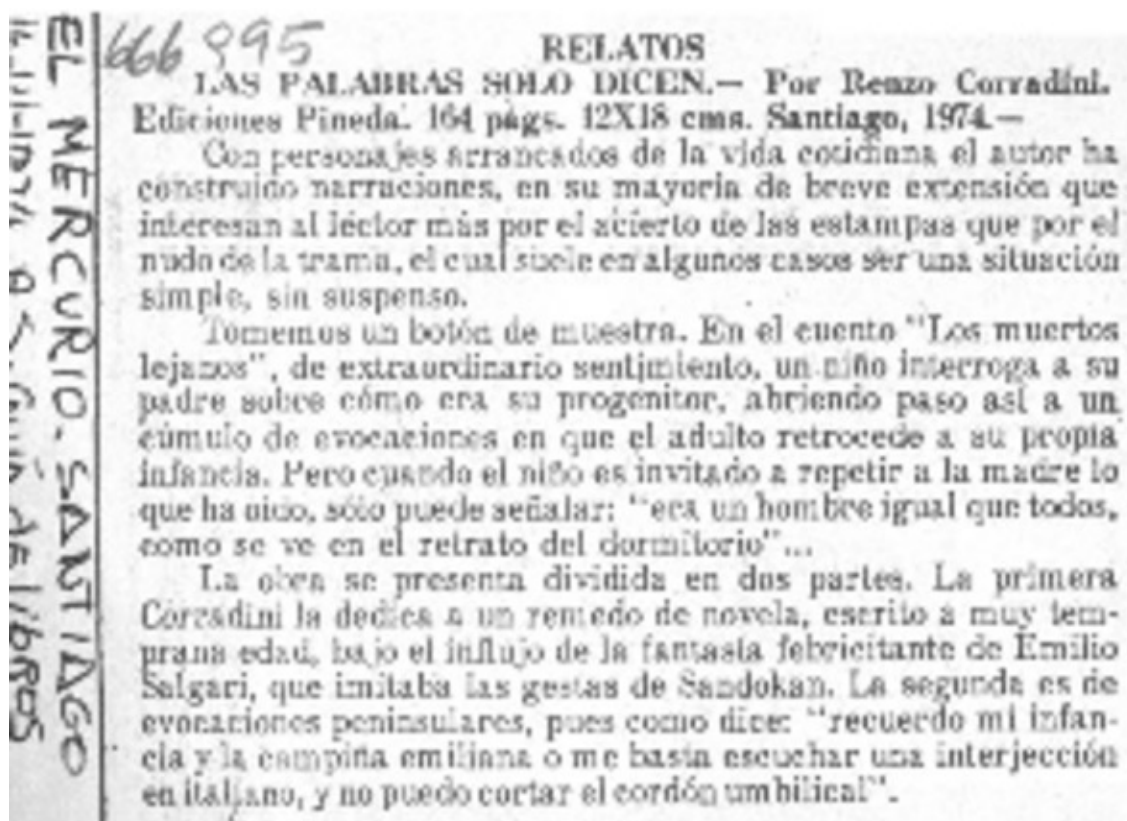 666 995
RELATOS
LAS PALABRAS SOLO DICEN.— Por Renzo Corradini.
Ediciones Pineda. 164 págs. 12X18 cms. Santiago, 1974.—
Con personajes arrancados de la vida cotidiana el autor ha
construido narraciones, en su mayoría de breve extensión que
interesan al lector más por el acierto de las estampas que por el
nudo de la trama, el cual suele en algunos casos ser una situación
simple, sin suspenso.
Tomemos un botón de muestra. En el cuento "Los muertos
lejanos", de extraordinario sentimiento, un niño interroga a su
padre sobre cómo era su progenitor, abriendo paso así a un
cúmulo de evocaciones en que el adulto retrocede a su propia
infancia. Pero cuando el niño es invitado a repetir a la madre lo
que ha oído, sólo puede señalar: "era un hombre igual que todos,
como se ve en el retrato del dormitorio"...
La obra se presenta dividida en dos partes. La primera
Corradini la dedica a un remedo de novela, escrito a muy tem-
prana edad, bajo el influjo de la fantasía febricitante de Emilio
Salgari, que imitaba las gestas de Sandokan. La segunda es de
evocaciones peninsulares, pues como dice: "recuerdo mi infan-
cia y la campiña emiliana o me basta escuchar una interjección
en italiano, y no puedo cortar el cordón umbilical".
EL MERCURIO. SANTIAGO
DE LIBROS